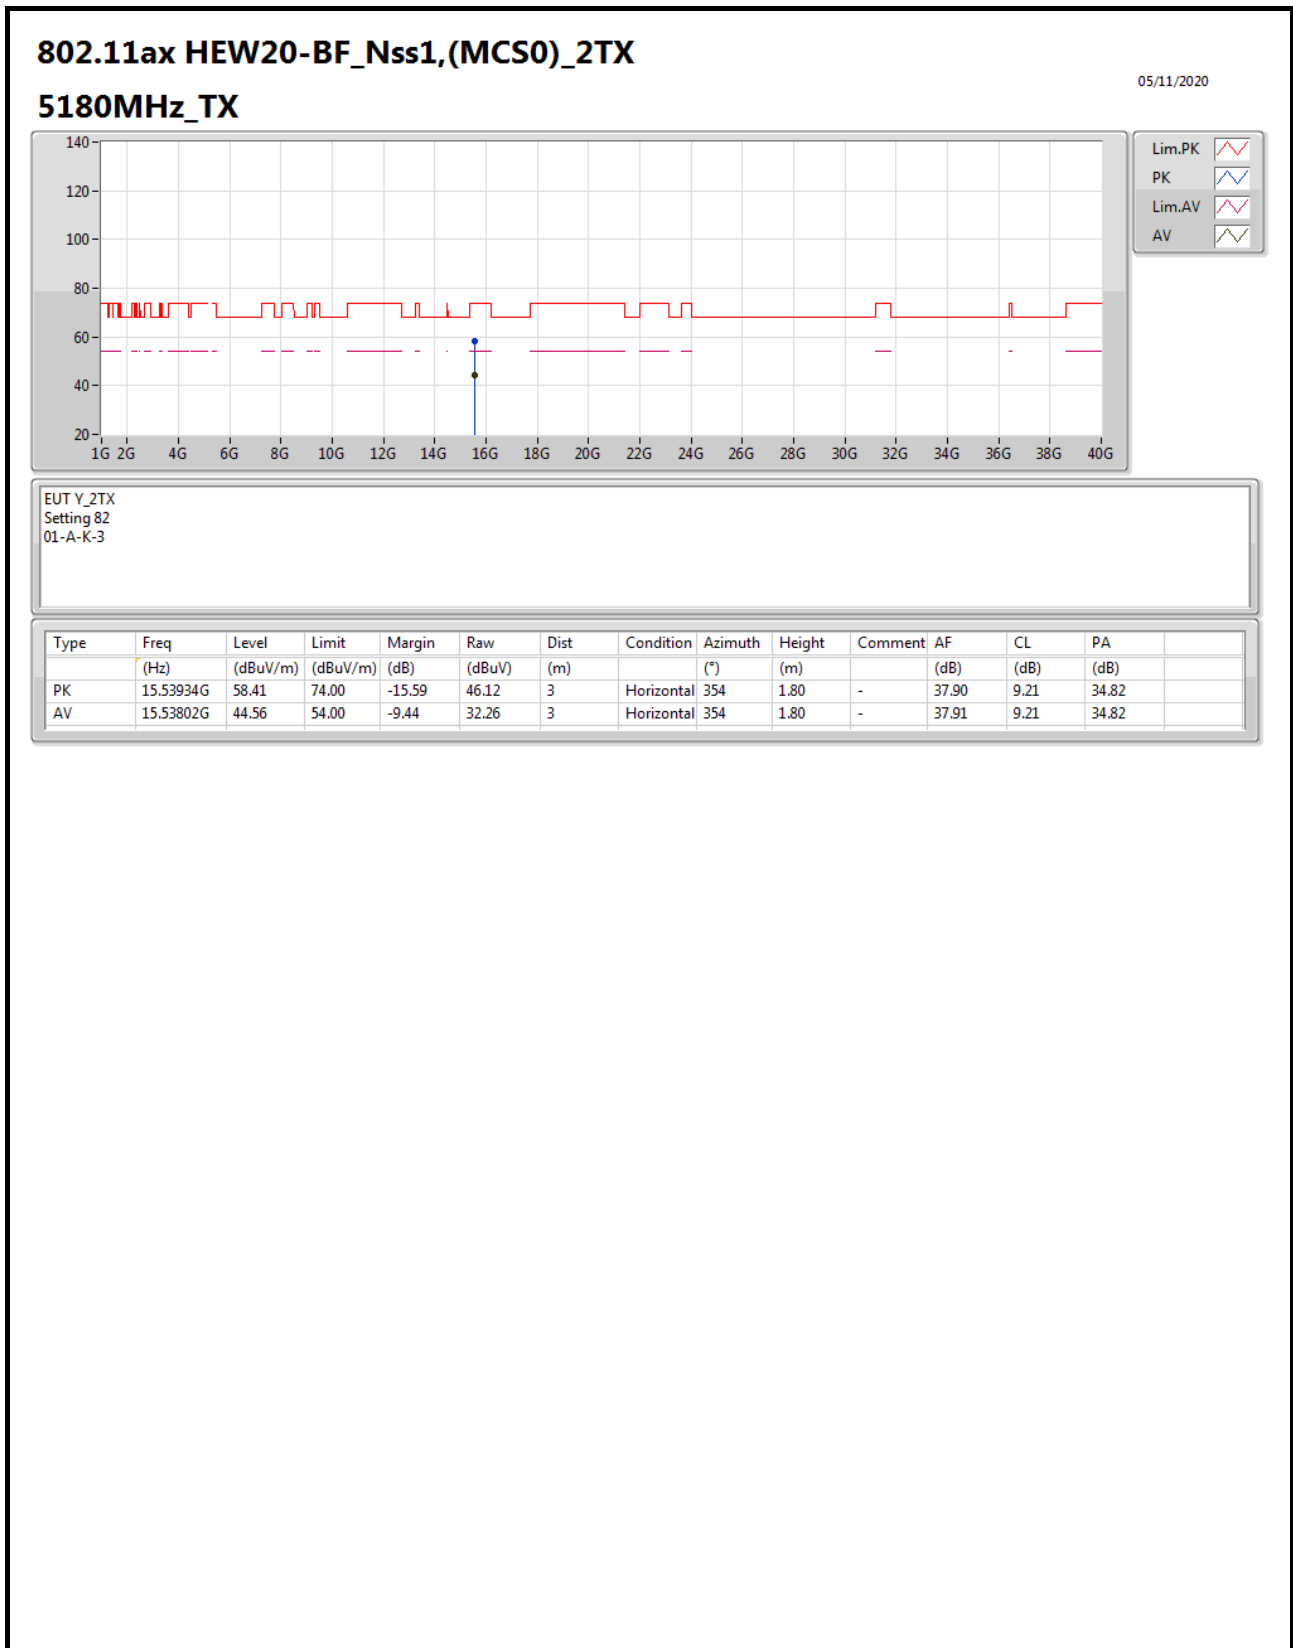 802.11ax HEW20-BF_Nss1,(MCS0)_2TX
05/11/2020
5180MHz_TX
140
120
100
80
60
40
20
1G 2G 4G 6G 8G 10G 12G 14G 16G 18G 20G 22G 24G 26G 28G 30G 32G 34G 36G 38G 40G
Lim.PK
PK
Lim.AV
AV
EUT Y_2TX
Setting 82
01-A-K-3
Type Freq Level Limit Margin Raw Dist Condition Azimuth Height Comment AF CL PA
(Hz) (dBuV/m) (dBuV/m) (dB) (dBuV) (m) (°) (m) (dB) (dB) (dB)
PK 15.53934G 58.41 74.00 -15.59 46.12 3 Horizontal 354 1.80 - 37.90 9.21 34.82
AV 15.53802G 44.56 54.00 -9.44 32.26 3 Horizontal 354 1.80 - 37.91 9.21 34.82